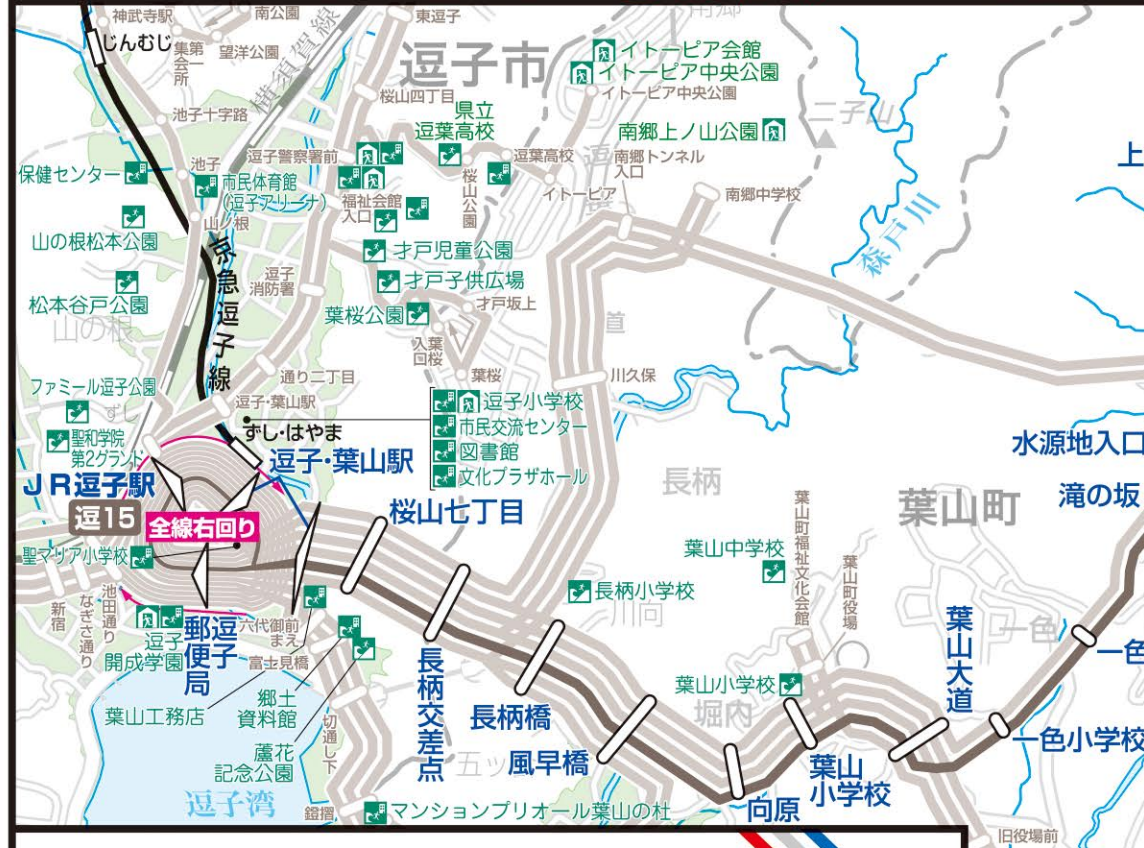 神武寺駅
じんむじ
第一
集会所
南公園
望洋公園
横須賀線
東逗子
逗子市
南郷
イトーピア会館
イトーピア中央公園
イトーピア中央公園
二子山
南郷上ノ山公園
池子十字路
桜山四丁目
県立
逗葉高校
逗葉高校
イトーピア
桜山公園
南郷トンネル
入口
南郷中学校
上
森戸川
保健センター
池子
逗子警察署前
市民体育館
(逗子アリーナ)
福祉会館
入口
山の根松本公園
山ノ根
京急逗子線
才戸児童公園
才戸子供広場
才戸坂上
松本谷戸公園
山の根
逗子
消防署
葉桜公園
葉桜
入口
葉桜
逗
道
川久保
ファミール逗子公園
ずし
通り二丁目
逗子・葉山駅
ずし・はやま
逗子・葉山駅
逗子小学校
市民交流センター
図書館
文化プラザホール
聖和学院
第2グランド
JR逗子駅
逗15
全線右回り
聖マリア小学校
桜山七丁目
長柄
葉山町
水源地入口
滝の坂
葉山中学校
葉山町福祉文化会館
葉山町役場
長柄小学校
川向
新宿
なぎさ通り
池田通り
逗子
開成学園
逗子
郵便局
六代御前
まえ
富士見橋
葉山工務店
郷土
資料館
蘆花
記念公園
切通し下
逗子湾
鐙摺
マンションプリオール葉山の杜
長柄交差点
長柄橋
風早橋
五ッ
葉山小学校
堀内
向原
葉山
小学校
葉山大道
一色
一色
一色小学校
旧役場前